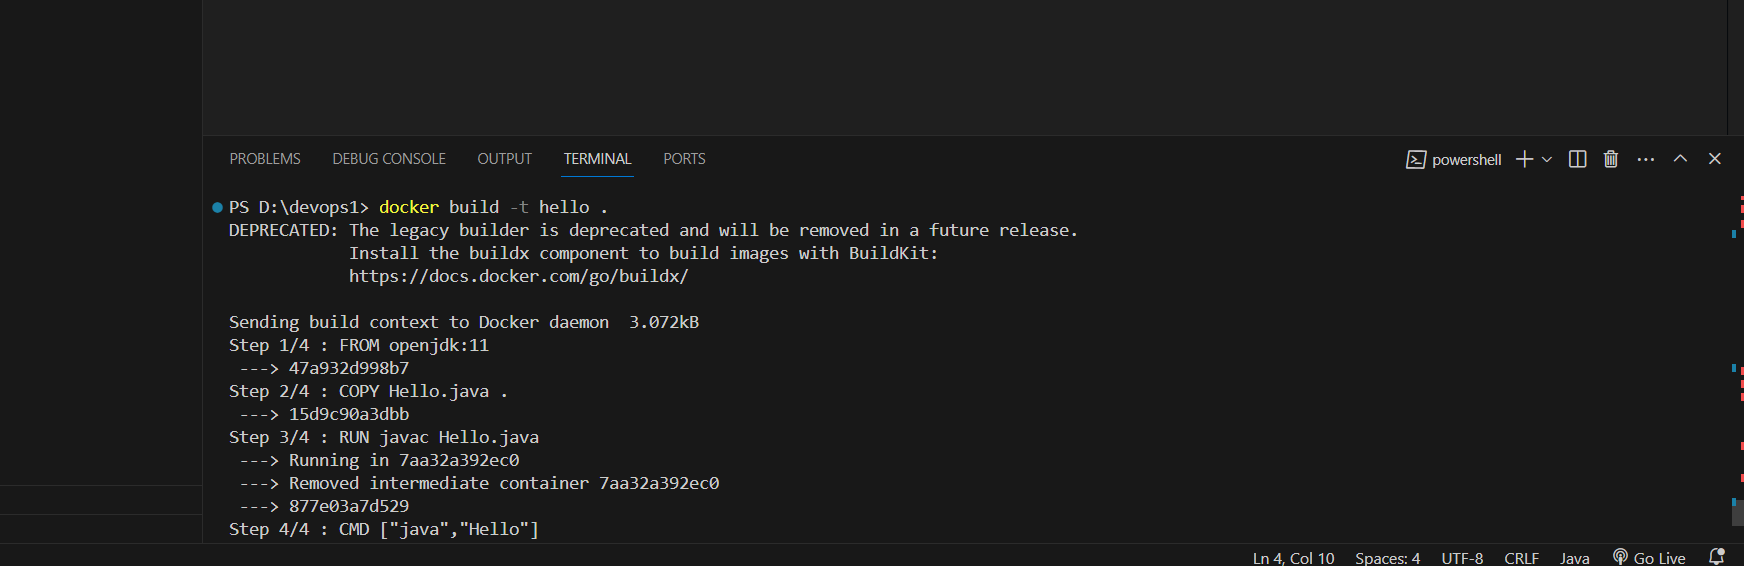 PROBLEMS DEBUG CONSOLE OUTPUT TERMINAL PORTS powershell
PS D:\devops1> docker build -t hello .
DEPRECATED: The legacy builder is deprecated and will be removed in a future release.
Install the buildx component to build images with BuildKit:
https://docs.docker.com/go/buildx/
Sending build context to Docker daemon  3.072kB
Step 1/4 : FROM openjdk:11
---> 47a932d998b7
Step 2/4 : COPY Hello.java .
---> 15d9c90a3dbb
Step 3/4 : RUN javac Hello.java
---> Running in 7aa32a392ec0
---> Removed intermediate container 7aa32a392ec0
---> 877e03a7d529
Step 4/4 : CMD ["java","Hello"]
Ln 4, Col 10 Spaces: 4 UTF-8 CRLF Java Go Live